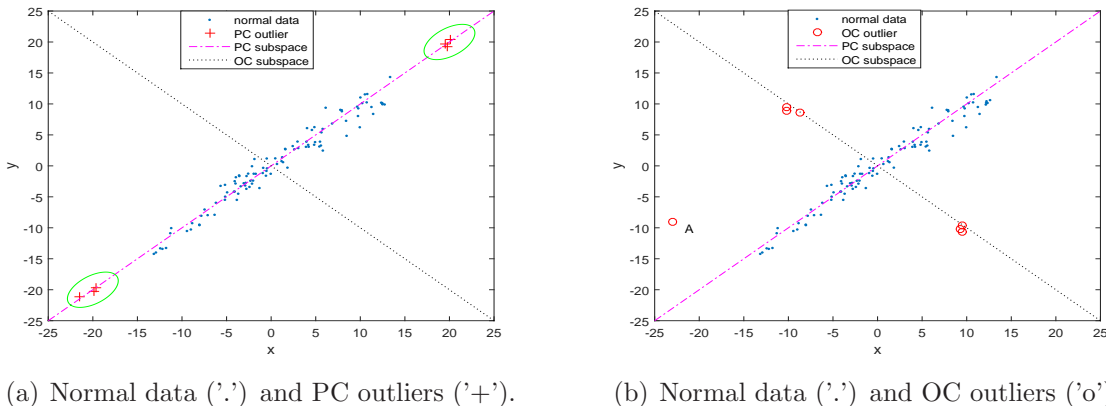 25
20
15
10
5
0
-5
-10
-15
-20
-25
y
normal data
PC outlier
PC subspace
OC subspace
-25 -20 -15 -10 -5 0 5 10 15 20 25
x
(a) Normal data ('.') and PC outliers ('+').
25
20
15
10
5
0
-5
-10
-15
-20
-25
y
normal data
OC outlier
PC subspace
OC subspace
A
-25 -20 -15 -10 -5 0 5 10 15 20 25
x
(b) Normal data ('.') and OC outliers ('o'